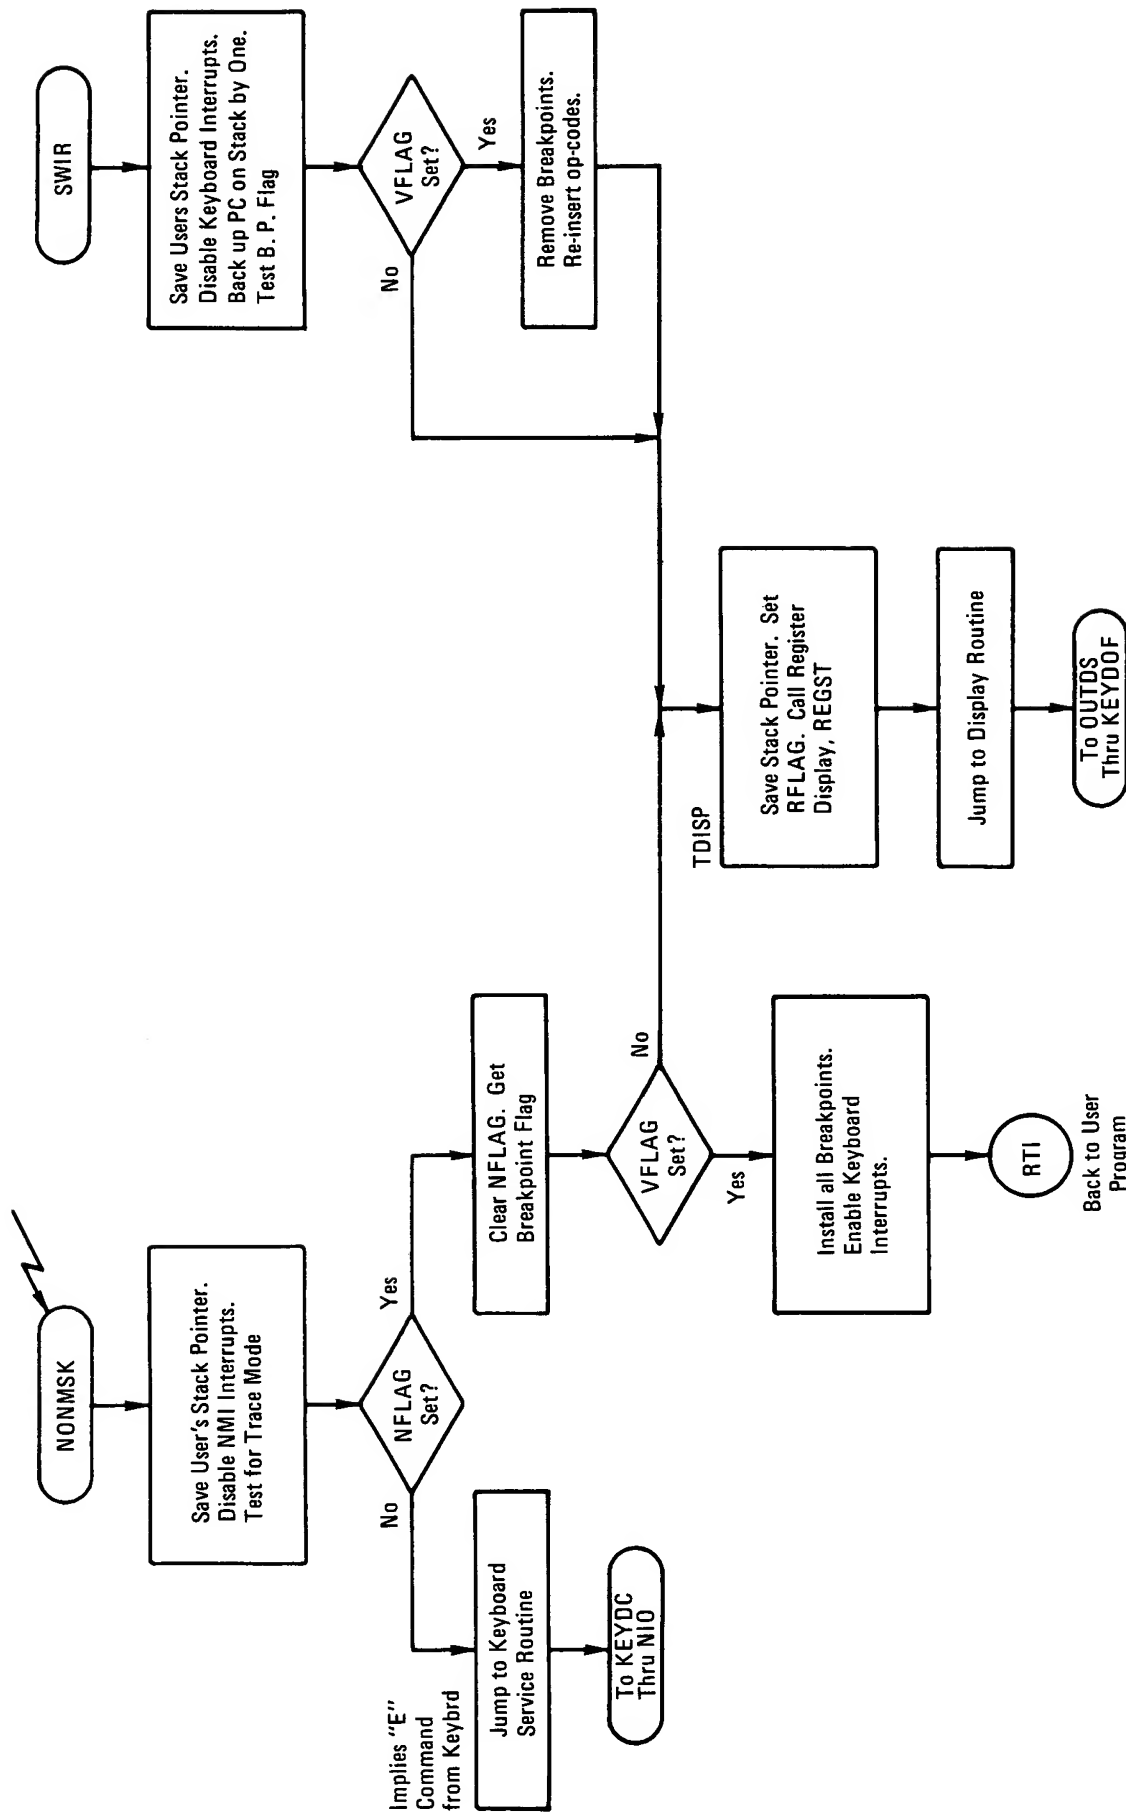 NONMSK
Save User's Stack Pointer.
Disable NMI Interrupts.
Test for Trace Mode
NFLAG
Set?
No
Yes
Implies "E"
Command
from Keybrd
Jump to Keyboard
Service Routine
To KEYDC
Thru NIO
Clear NFLAG. Get
Breakpoint Flag
VFLAG
Set?
No
Yes
Install all Breakpoints.
Enable Keyboard
Interrupts.
RTI
Back to User
Program
SWIR
Save Users Stack Pointer.
Disable Keyboard Interrupts.
Back up PC on Stack by One.
Test B. P. Flag
VFLAG
Set?
No
Yes
Remove Breakpoints.
Re-insert op-codes.
TDISP
Save Stack Pointer. Set
RFLAG. Call Register
Display, REGST
Jump to Display Routine
To OUTDS
Thru KEYDOF